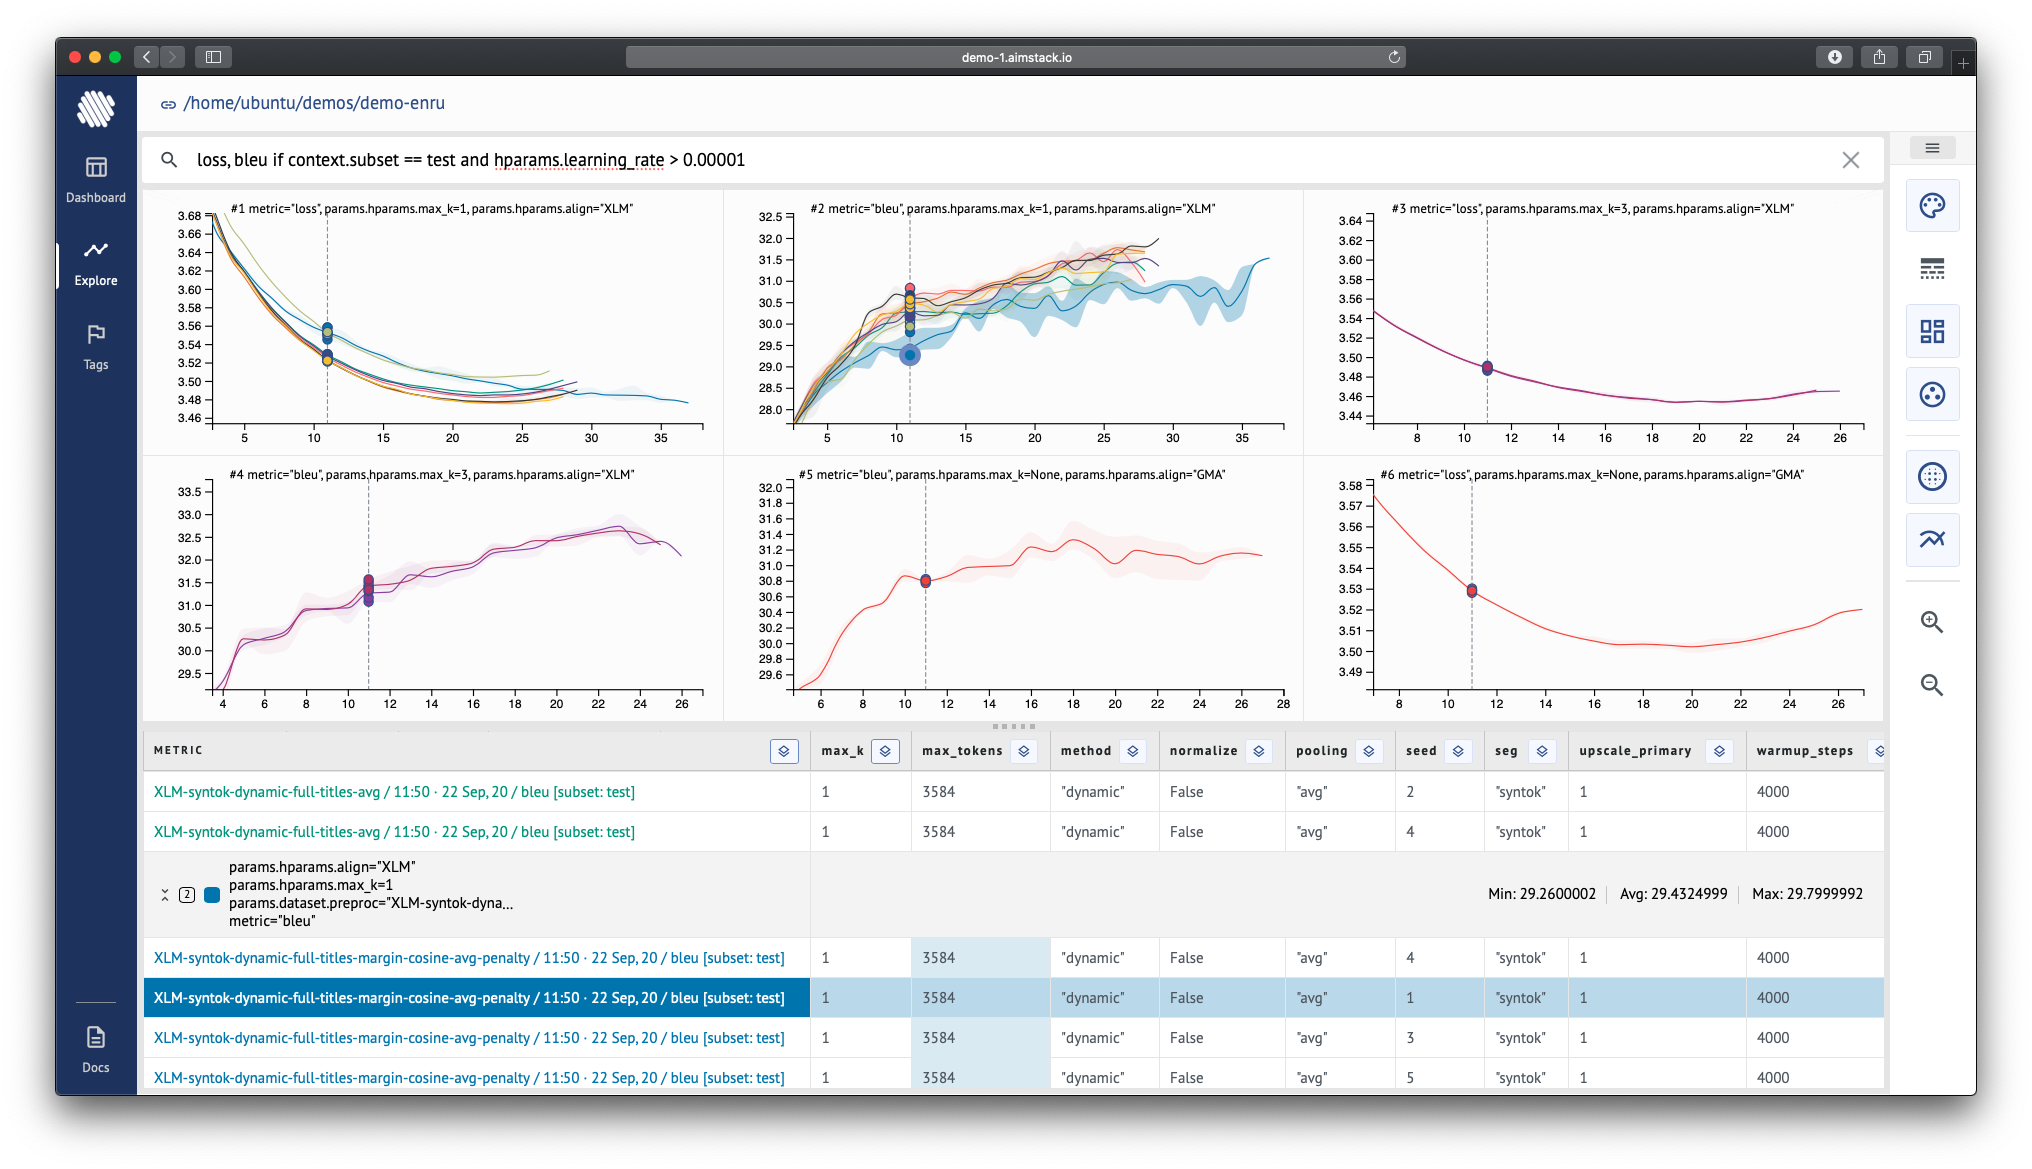 demo-1.aimstack.io
/home/ubuntu/demos/demo-enru
loss, bleu if context.subset == test and hparams.learning_rate > 0.00001
Dashboard
Explore
Tags
Docs
#1 metric="loss", params.hparams.max_k=1, params.hparams.align="XLM"
3.68
3.66
3.64
3.62
3.60
3.58
3.56
3.54
3.52
3.50
3.48
3.46
5 10 15 20 25 30 35
#2 metric="bleu", params.hparams.max_k=1, params.hparams.align="XLM"
32.5
32.0
31.5
31.0
30.5
30.0
29.5
29.0
28.5
28.0
5 10 15 20 25 30 35
#3 metric="loss", params.hparams.max_k=3, params.hparams.align="XLM"
3.64
3.62
3.60
3.58
3.56
3.54
3.52
3.50
3.48
3.46
3.44
8 10 12 14 16 18 20 22 24 26
#4 metric="bleu", params.hparams.max_k=3, params.hparams.align="XLM"
33.5
33.0
32.5
32.0
31.5
31.0
30.5
30.0
29.5
4 6 8 10 12 14 16 18 20 22 24 26
#5 metric="bleu", params.hparams.max_k=None, params.hparams.align="GMA"
32.0
31.8
31.6
31.4
31.2
31.0
30.8
30.6
30.4
30.2
30.0
29.8
29.6
6 8 10 12 14 16 18 20 22 24 26 28
#6 metric="loss", params.hparams.max_k=None, params.hparams.align="GMA"
3.58
3.57
3.56
3.55
3.54
3.53
3.52
3.51
3.50
3.49
8 10 12 14 16 18 20 22 24 26
METRIC max_k max_tokens method normalize pooling seed seg upscale_primary warmup_steps
XLM-syntok-dynamic-full-titles-avg / 11:50 · 22 Sep, 20 / bleu [subset: test] 1 3584 "dynamic" False "avg" 2 "syntok" 1 4000
XLM-syntok-dynamic-full-titles-avg / 11:50 · 22 Sep, 20 / bleu [subset: test] 1 3584 "dynamic" False "avg" 4 "syntok" 1 4000
params.hparams.align="XLM"
params.hparams.max_k=1
2
params.dataset.preproc="XLM-syntok-dyna...
metric="bleu"
Min: 29.2600002 Avg: 29.4324999 Max: 29.7999992
XLM-syntok-dynamic-full-titles-margin-cosine-avg-penalty / 11:50 · 22 Sep, 20 / bleu [subset: test] 1 3584 "dynamic" False "avg" 4 "syntok" 1 4000
XLM-syntok-dynamic-full-titles-margin-cosine-avg-penalty / 11:50 · 22 Sep, 20 / bleu [subset: test] 1 3584 "dynamic" False "avg" 1 "syntok" 1 4000
XLM-syntok-dynamic-full-titles-margin-cosine-avg-penalty / 11:50 · 22 Sep, 20 / bleu [subset: test] 1 3584 "dynamic" False "avg" 3 "syntok" 1 4000
XLM-syntok-dynamic-full-titles-margin-cosine-avg-penalty / 11:50 · 22 Sep, 20 / bleu [subset: test] 1 3584 "dynamic" False "avg" 5 "syntok" 1 4000